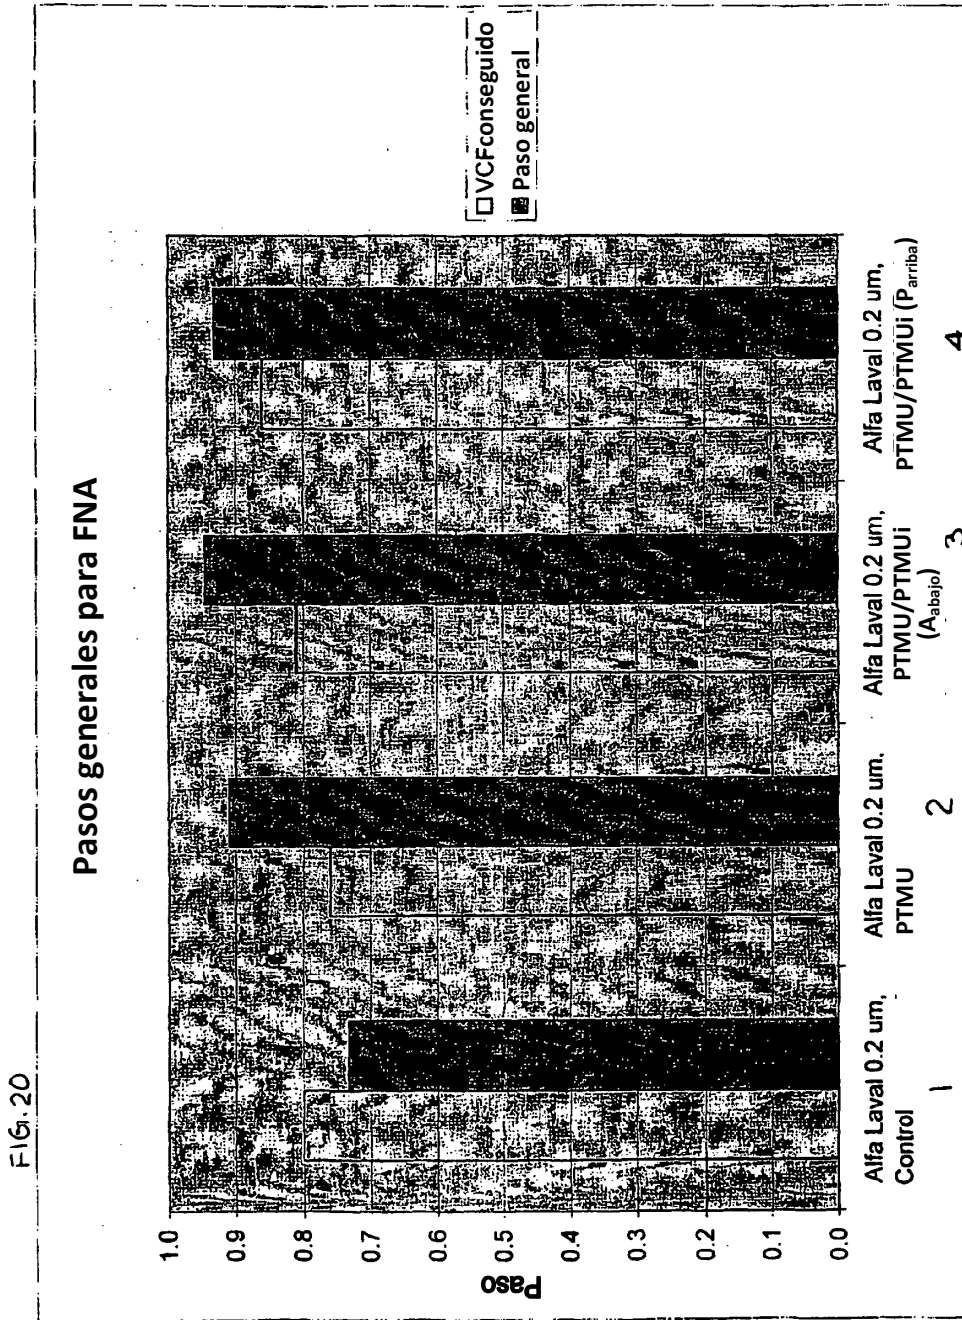 FIG. 20
Pasos generales para FNA
Paso
1.0
0.9
0.8
0.7
0.6
0.5
0.4
0.3
0.2
0.1
0.0
Alfa Laval 0.2 um,
Control
1
Alfa Laval 0.2 um,
PTMU
2
Alfa Laval 0.2 um,
PTMU/PTMUi
(Aabajo)
3
Alfa Laval 0.2 um,
PTMU/PTMUi (Parriba)
4
VCFconseguido
Paso general